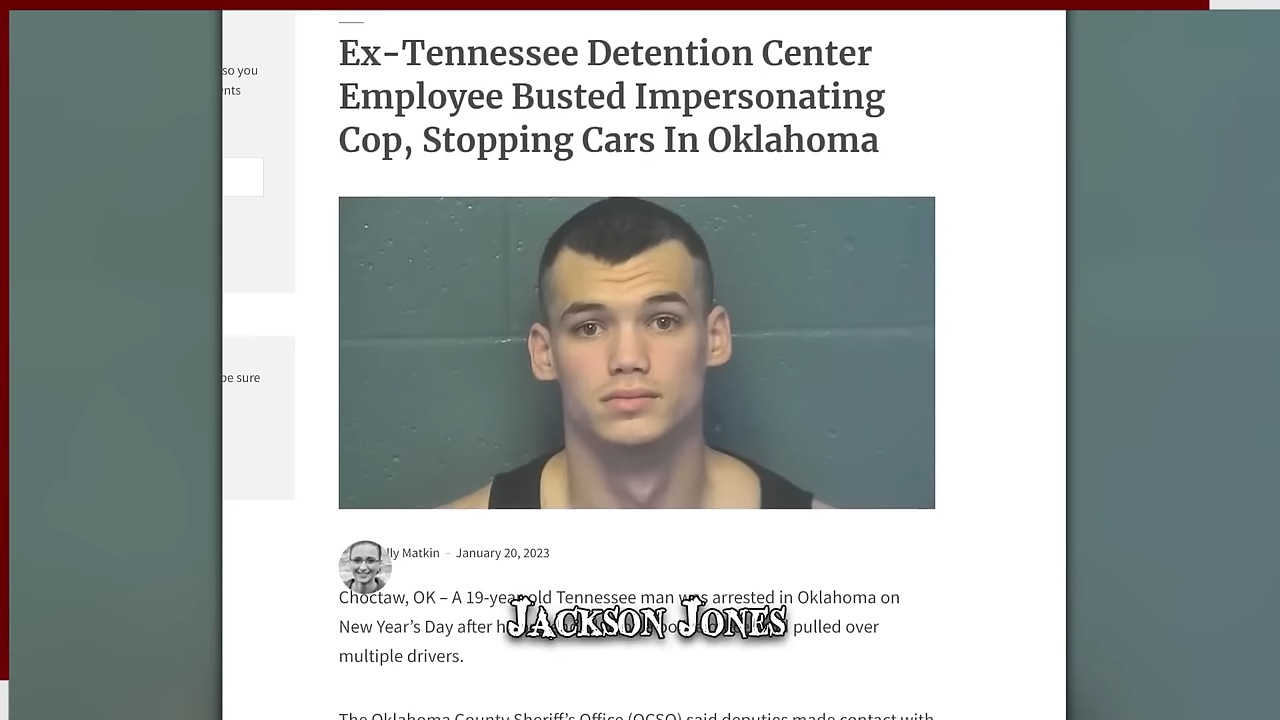 Ex-Tennessee Detention Center
Employee Busted Impersonating
Cop, Stopping Cars In Oklahoma
so you
be sure
Matkin – January 20, 2023
Choctaw, OK – A 19-year-old Tennessee man was arrested in Oklahoma on
New Year's Day after pulled over
Jackson Jones
multiple drivers.
The Oklahoma County Sheriff's Office (OCSO) said deputies made contact with